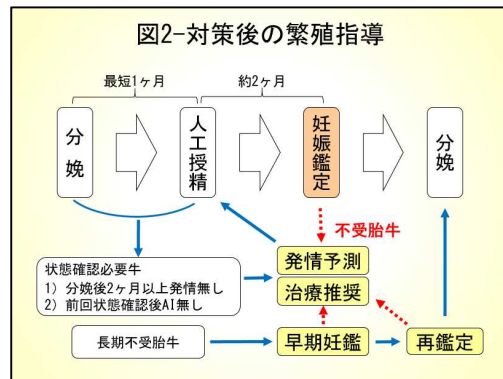 図2-対策後の繁殖指導
最短1ヶ月
約2ヶ月
分娩
人工授精
妊娠鑑定
分娩
不受胎牛
発情予測
治療推奨
状態確認必要牛
1) 分娩後2ヶ月以上発情無し
2) 前回状態確認後AI無し
長期不受胎牛
早期妊鑑
再鑑定